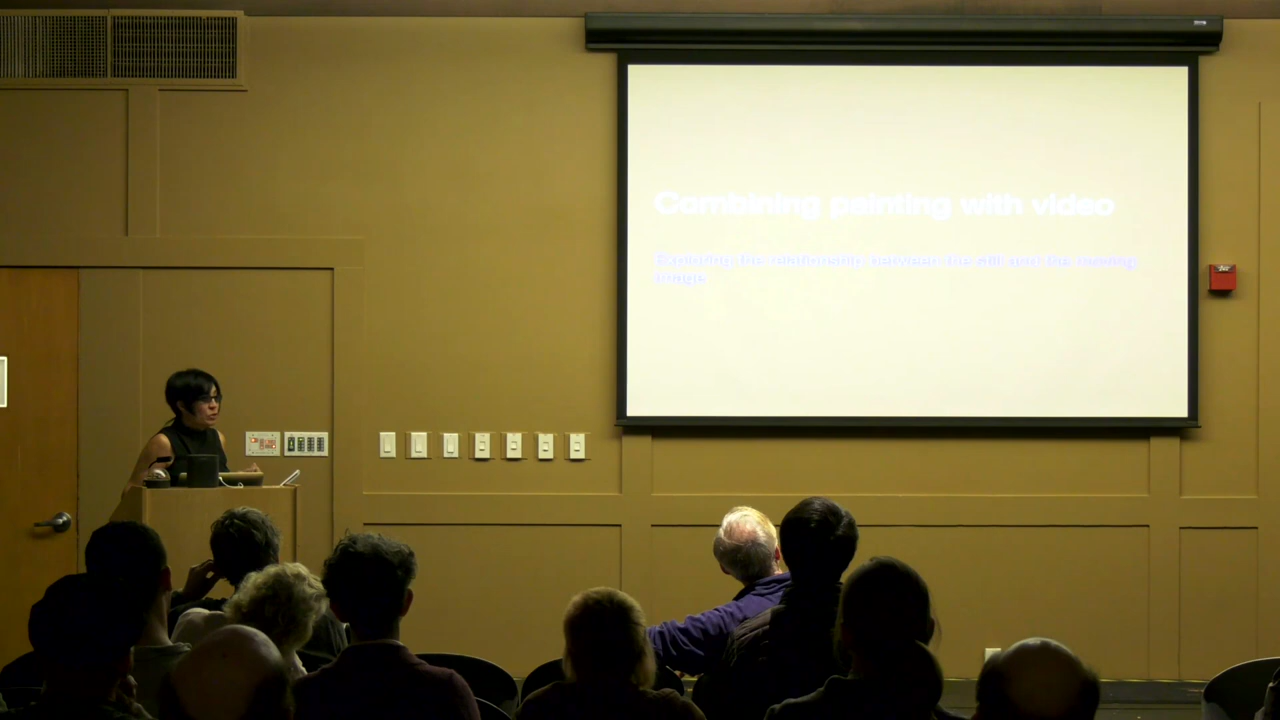 Combining painting with video
Exploring the relationship between the still and the moving
image